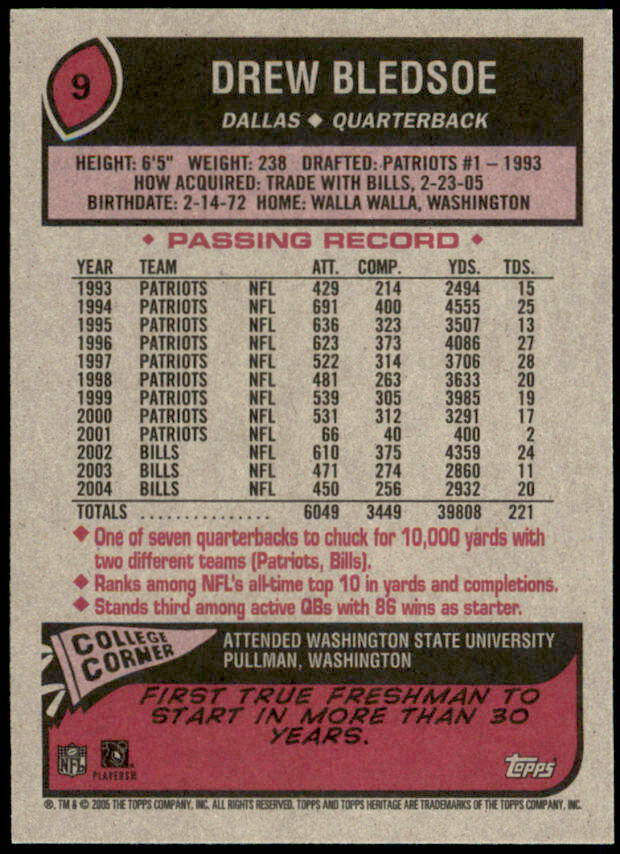 9
DREW BLEDSOE
DALLAS ◆ QUARTERBACK
HEIGHT: 6'5" WEIGHT: 238 DRAFTED: PATRIOTS #1 – 1993
HOW ACQUIRED: TRADE WITH BILLS, 2-23-05
BIRTHDATE: 2-14-72 HOME: WALLA WALLA, WASHINGTON
◆ PASSING RECORD ◆
YEAR TEAM ATT. COMP. YDS. TDS.
1993 PATRIOTS NFL 429 214 2494 15
1994 PATRIOTS NFL 691 400 4555 25
1995 PATRIOTS NFL 636 323 3507 13
1996 PATRIOTS NFL 623 373 4086 27
1997 PATRIOTS NFL 522 314 3706 28
1998 PATRIOTS NFL 481 263 3633 20
1999 PATRIOTS NFL 539 305 3985 19
2000 PATRIOTS NFL 531 312 3291 17
2001 PATRIOTS NFL 66 40 400 2
2002 BILLS NFL 610 375 4359 24
2003 BILLS NFL 471 274 2860 11
2004 BILLS NFL 450 256 2932 20
TOTALS . . . . . . . . . . . . . . . 6049 3449 39808 221
◆ One of seven quarterbacks to chuck for 10,000 yards with
two different teams (Patriots, Bills).
◆ Ranks among NFL's all-time top 10 in yards and completions.
◆ Stands third among active QBs with 86 wins as starter.
COLLEGE
CORNER
ATTENDED WASHINGTON STATE UNIVERSITY
PULLMAN, WASHINGTON
FIRST TRUE FRESHMAN TO
START IN MORE THAN 30
YEARS.
NFL
PLAYERS INC
topps
®, TM & © 2005 THE TOPPS COMPANY, INC. ALL RIGHTS RESERVED. TOPPS AND TOPPS HERITAGE ARE TRADEMARKS OF THE TOPPS COMPANY, INC.